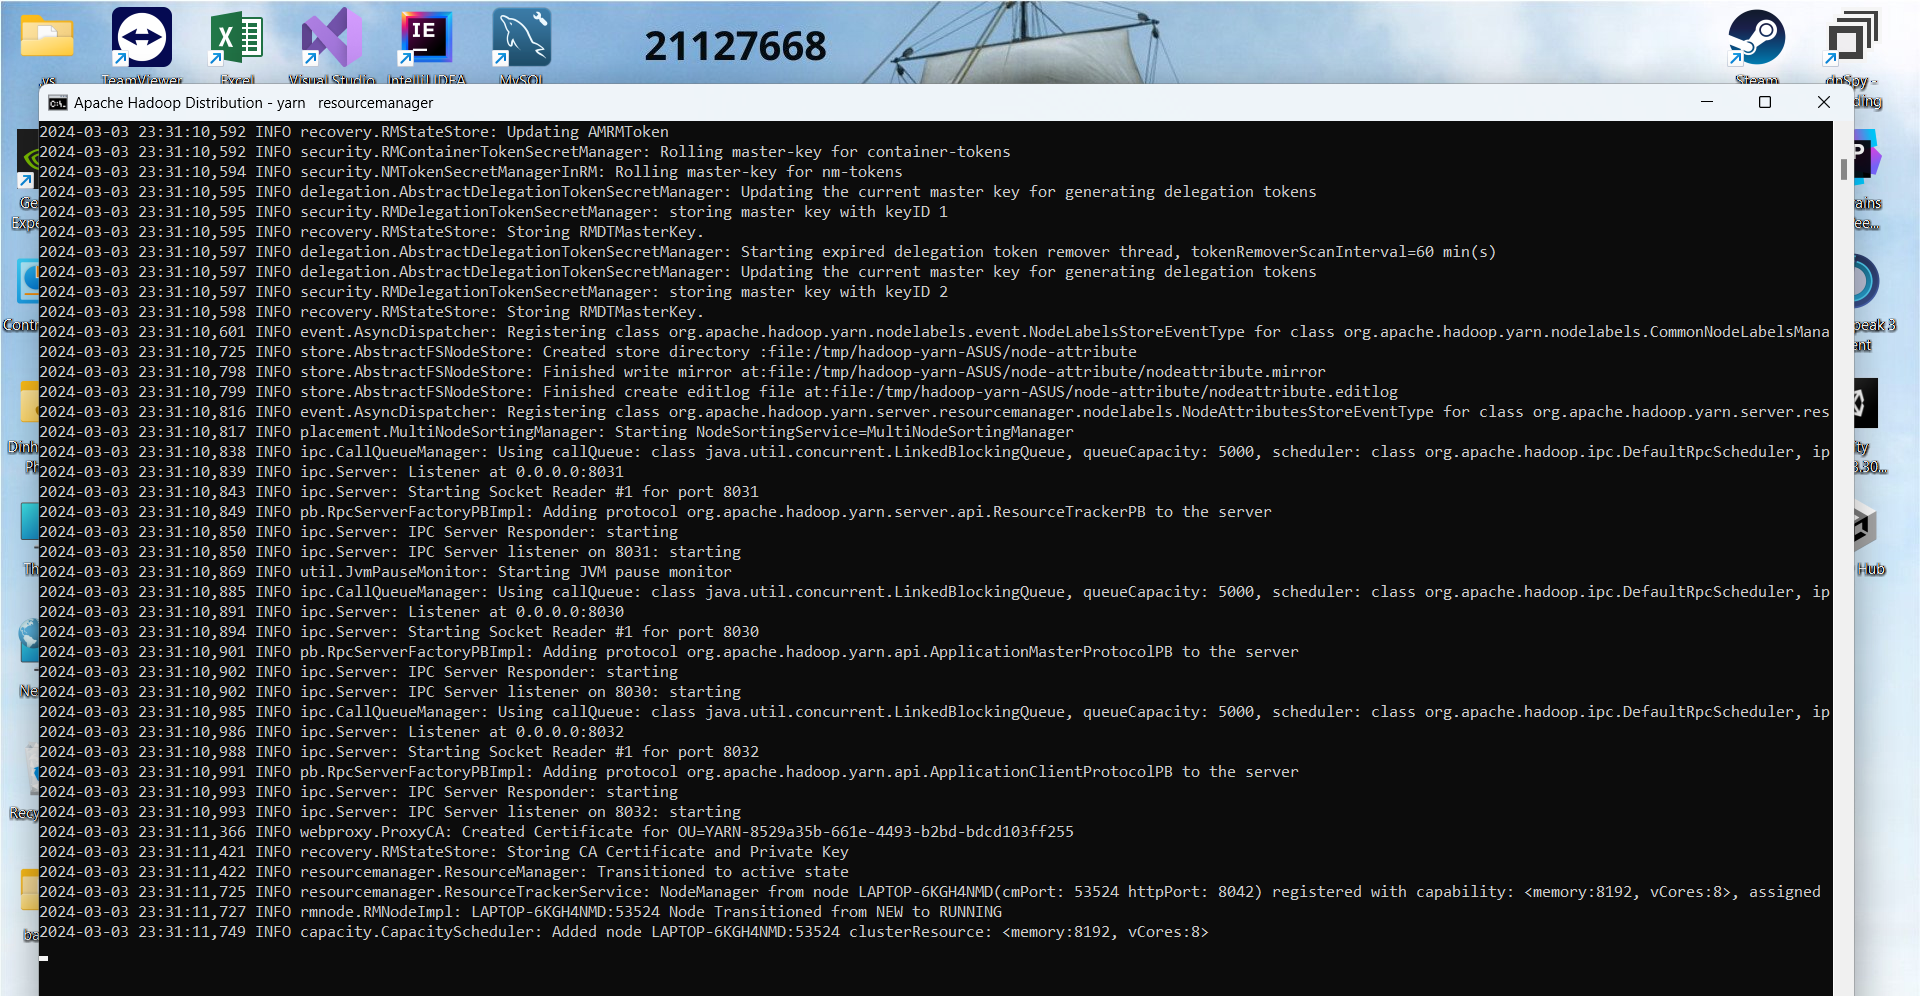 ys
TeamViewer
Excel
Visual Studio
IE
IntelliJ IDEA
MySQL
21127668
Steam
dnSpy -
Apache Hadoop Distribution - yarn   resourcemanager
2024-03-03 23:31:10,592 INFO recovery.RMStateStore: Updating AMRMToken
2024-03-03 23:31:10,592 INFO security.RMContainerTokenSecretManager: Rolling master-key for container-tokens
2024-03-03 23:31:10,594 INFO security.NMTokenSecretManagerInRM: Rolling master-key for nm-tokens
2024-03-03 23:31:10,595 INFO delegation.AbstractDelegationTokenSecretManager: Updating the current master key for generating delegation tokens
2024-03-03 23:31:10,595 INFO security.RMDelegationTokenSecretManager: storing master key with keyID 1
2024-03-03 23:31:10,595 INFO recovery.RMStateStore: Storing RMDTMasterKey.
2024-03-03 23:31:10,597 INFO delegation.AbstractDelegationTokenSecretManager: Starting expired delegation token remover thread, tokenRemoverScanInterval=60 min(s)
2024-03-03 23:31:10,597 INFO delegation.AbstractDelegationTokenSecretManager: Updating the current master key for generating delegation tokens
2024-03-03 23:31:10,597 INFO security.RMDelegationTokenSecretManager: storing master key with keyID 2
2024-03-03 23:31:10,598 INFO recovery.RMStateStore: Storing RMDTMasterKey.
2024-03-03 23:31:10,601 INFO event.AsyncDispatcher: Registering class org.apache.hadoop.yarn.nodelabels.event.NodeLabelsStoreEventType for class org.apache.hadoop.yarn.nodelabels.CommonNodeLabelsMana
2024-03-03 23:31:10,725 INFO store.AbstractFSNodeStore: Created store directory :file:/tmp/hadoop-yarn-ASUS/node-attribute
2024-03-03 23:31:10,798 INFO store.AbstractFSNodeStore: Finished write mirror at:file:/tmp/hadoop-yarn-ASUS/node-attribute/nodeattribute.mirror
2024-03-03 23:31:10,799 INFO store.AbstractFSNodeStore: Finished create editlog file at:file:/tmp/hadoop-yarn-ASUS/node-attribute/nodeattribute.editlog
2024-03-03 23:31:10,816 INFO event.AsyncDispatcher: Registering class org.apache.hadoop.yarn.server.resourcemanager.nodelabels.NodeAttributesStoreEventType for class org.apache.hadoop.yarn.server.res
2024-03-03 23:31:10,817 INFO placement.MultiNodeSortingManager: Starting NodeSortingService=MultiNodeSortingManager
2024-03-03 23:31:10,838 INFO ipc.CallQueueManager: Using callQueue: class java.util.concurrent.LinkedBlockingQueue, queueCapacity: 5000, scheduler: class org.apache.hadoop.ipc.DefaultRpcScheduler, ip
2024-03-03 23:31:10,839 INFO ipc.Server: Listener at 0.0.0.0:8031
2024-03-03 23:31:10,843 INFO ipc.Server: Starting Socket Reader #1 for port 8031
2024-03-03 23:31:10,849 INFO pb.RpcServerFactoryPBImpl: Adding protocol org.apache.hadoop.yarn.server.api.ResourceTrackerPB to the server
2024-03-03 23:31:10,850 INFO ipc.Server: IPC Server Responder: starting
2024-03-03 23:31:10,850 INFO ipc.Server: IPC Server listener on 8031: starting
2024-03-03 23:31:10,869 INFO util.JvmPauseMonitor: Starting JVM pause monitor
2024-03-03 23:31:10,885 INFO ipc.CallQueueManager: Using callQueue: class java.util.concurrent.LinkedBlockingQueue, queueCapacity: 5000, scheduler: class org.apache.hadoop.ipc.DefaultRpcScheduler, ip
2024-03-03 23:31:10,891 INFO ipc.Server: Listener at 0.0.0.0:8030
2024-03-03 23:31:10,894 INFO ipc.Server: Starting Socket Reader #1 for port 8030
2024-03-03 23:31:10,901 INFO pb.RpcServerFactoryPBImpl: Adding protocol org.apache.hadoop.yarn.api.ApplicationMasterProtocolPB to the server
2024-03-03 23:31:10,902 INFO ipc.Server: IPC Server Responder: starting
2024-03-03 23:31:10,902 INFO ipc.Server: IPC Server listener on 8030: starting
2024-03-03 23:31:10,985 INFO ipc.CallQueueManager: Using callQueue: class java.util.concurrent.LinkedBlockingQueue, queueCapacity: 5000, scheduler: class org.apache.hadoop.ipc.DefaultRpcScheduler, ip
2024-03-03 23:31:10,986 INFO ipc.Server: Listener at 0.0.0.0:8032
2024-03-03 23:31:10,988 INFO ipc.Server: Starting Socket Reader #1 for port 8032
2024-03-03 23:31:10,991 INFO pb.RpcServerFactoryPBImpl: Adding protocol org.apache.hadoop.yarn.api.ApplicationClientProtocolPB to the server
2024-03-03 23:31:10,993 INFO ipc.Server: IPC Server Responder: starting
2024-03-03 23:31:10,993 INFO ipc.Server: IPC Server listener on 8032: starting
2024-03-03 23:31:11,366 INFO webproxy.ProxyCA: Created Certificate for OU=YARN-8529a35b-661e-4493-b2bd-bdcd103ff255
2024-03-03 23:31:11,421 INFO recovery.RMStateStore: Storing CA Certificate and Private Key
2024-03-03 23:31:11,422 INFO resourcemanager.ResourceManager: Transitioned to active state
2024-03-03 23:31:11,725 INFO resourcemanager.ResourceTrackerService: NodeManager from node LAPTOP-6KGH4NMD(cmPort: 53524 httpPort: 8042) registered with capability: <memory:8192, vCores:8>, assigned
2024-03-03 23:31:11,727 INFO rmnode.RMNodeImpl: LAPTOP-6KGH4NMD:53524 Node Transitioned from NEW to RUNNING
2024-03-03 23:31:11,749 INFO capacity.CapacityScheduler: Added node LAPTOP-6KGH4NMD:53524 clusterResource: <memory:8192, vCores:8>
Ge
Expe
Contr
Dinh
Ph
Th
Ne
Recy
ba
ding
P
ains
ee...
peak 3
ent
ity
3.30...
Hub